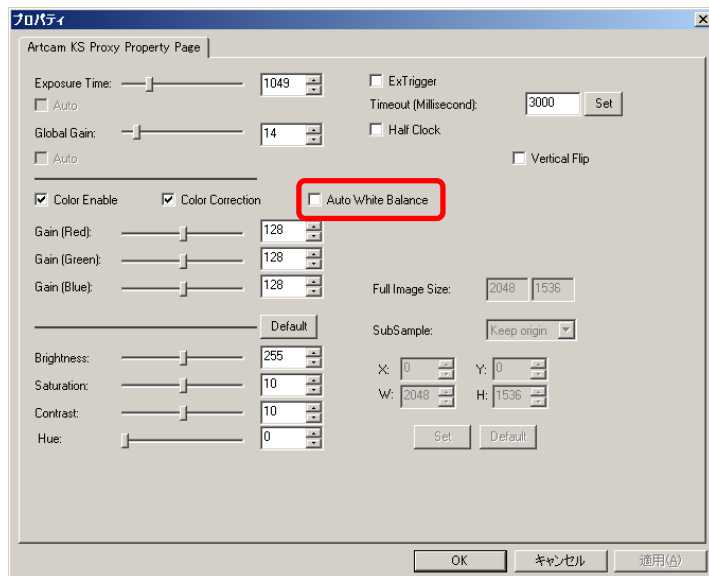 プロパティ
Artcam KS Proxy Property Page
Exposure Time: 1049 ExTrigger
Auto Timeout (Millisecond): 3000 Set
Global Gain: 14 Half Clock
Auto Vertical Flip
Color Enable Color Correction Auto White Balance
Gain (Red): 128
Gain (Green): 128
Gain (Blue): 128 Full Image Size: 2048 1536
Default SubSample: Keep origin
Brightness: 255 X: 0 Y: 0
Saturation: 10 W: 2048 H: 1536
Contrast: 10
Hue: 0 Set Default
OK キャンセル 適用(A)